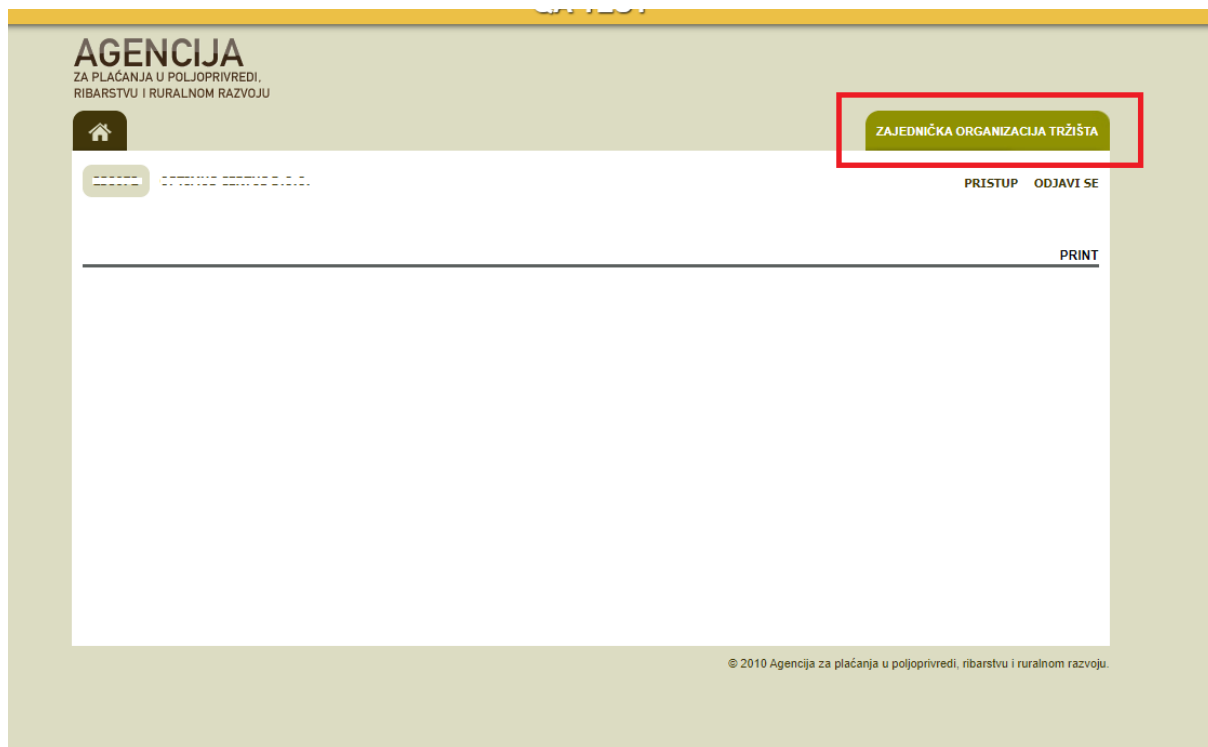 AGENCIJA
ZA PLAĆANJA U POLJOPRIVREDI,
RIBARSTVU I RURALNOM RAZVOJU
ZAJEDNIČKA ORGANIZACIJA TRŽIŠTA
PRISTUP ODJAVI SE
PRINT
© 2010 Agencija za plaćanja u poljoprivredi, ribarstvu i ruralnom razvoju.